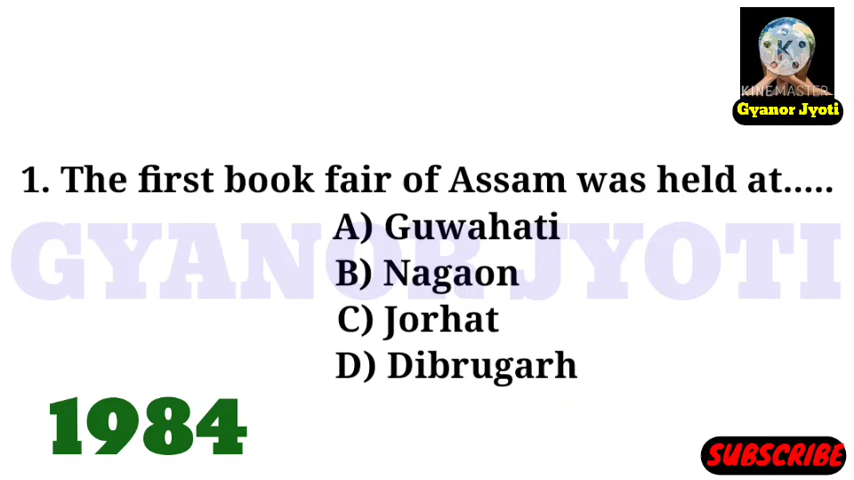 K
KINEMASTER
Gyanor Jyoti
1. The first book fair of Assam was held at.....
A) Guwahati
GYANOR JYOTI
B) Nagaon
C) Jorhat
D) Dibrugarh
1984
SUBSCRIBE